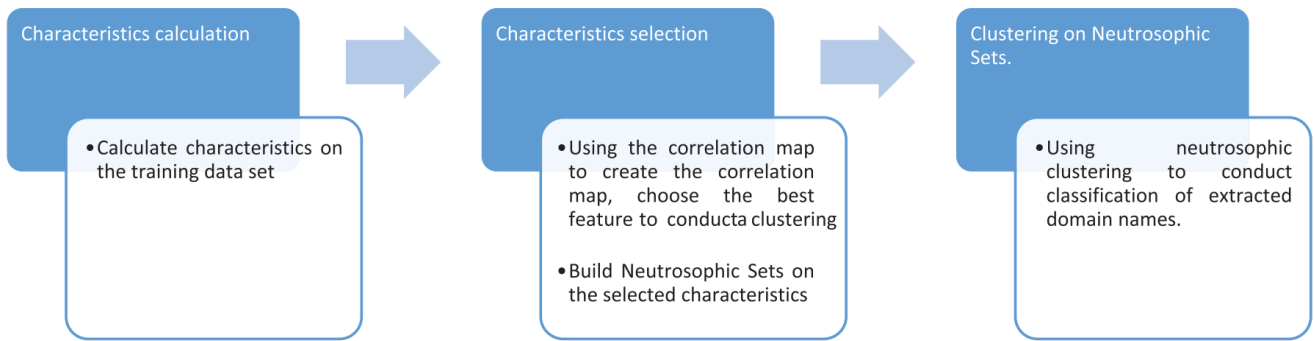 Characteristics calculation
•Calculate characteristics on
the training data set
Characteristics selection
•Using the correlation map
to create the correlation
map, choose the best
feature to conducta clustering
•Build Neutrosophic Sets on
the selected characteristics
Clustering on Neutrosophic
Sets.
•Using neutrosophic
clustering to conduct
classification of extracted
domain names.